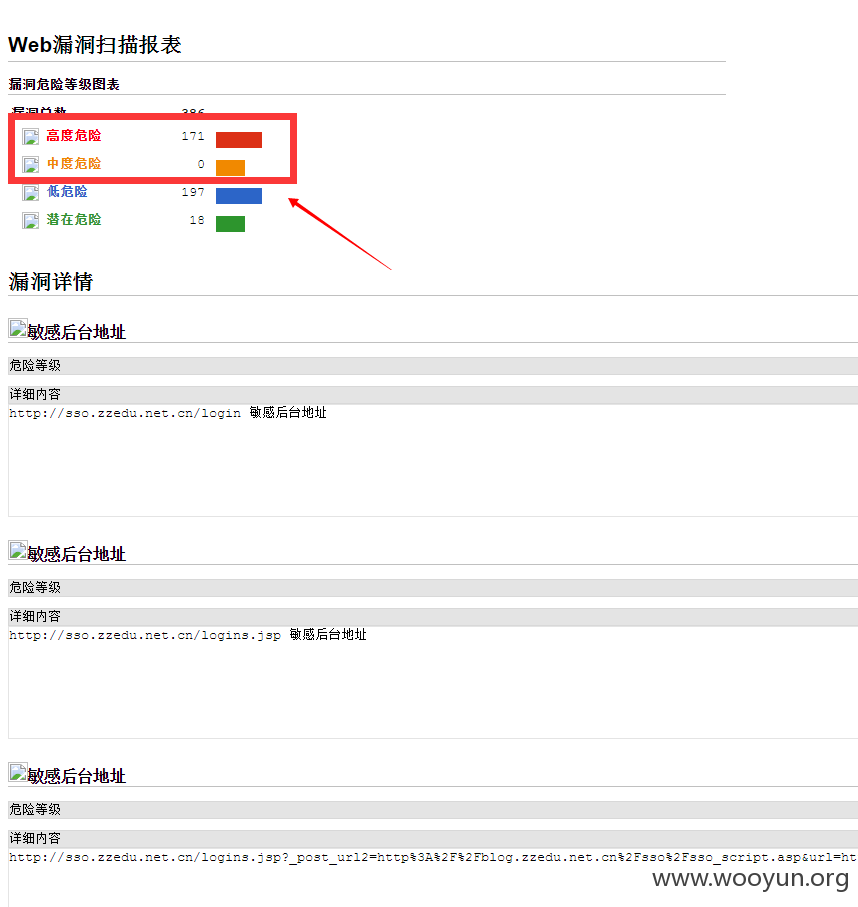 Web漏洞扫描报表
漏洞危险等级图表
漏洞总数 386
高度危险 171
中度危险 0
低危险 197
潜在危险 18
漏洞详情
敏感后台地址
危险等级
详细内容
http://sso.zzedu.net.cn/login 敏感后台地址
敏感后台地址
危险等级
详细内容
http://sso.zzedu.net.cn/logins.jsp 敏感后台地址
敏感后台地址
危险等级
详细内容
http://sso.zzedu.net.cn/logins.jsp?_post_url2=http%3A%2F%2Fblog.zzedu.net.cn%2Fsso%2Fsso_script.asp&url=ht
www.wooyun.org